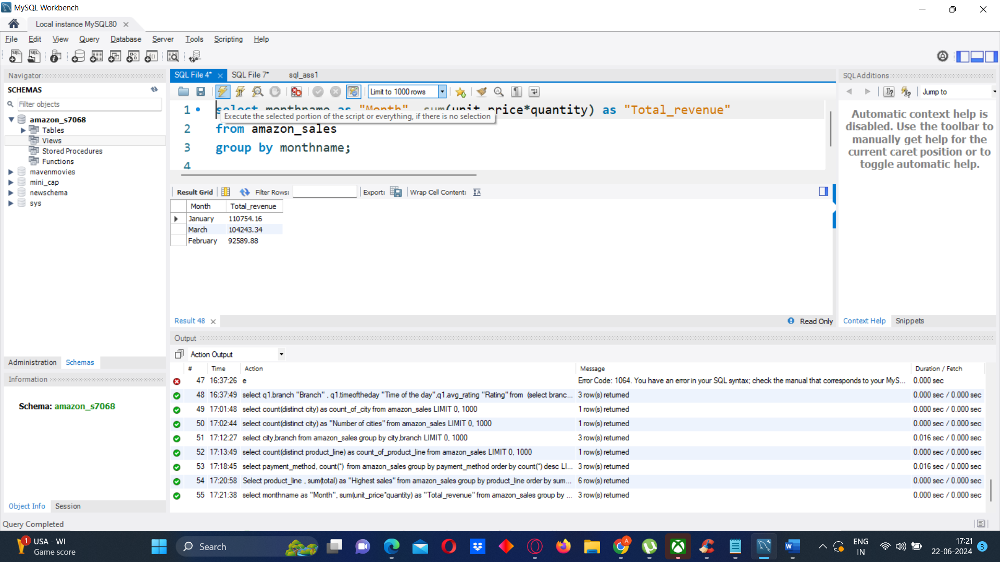 MySQL Workbench
Local instance MySQL80
File Edit View Query Database Server Tools Scripting Help
Navigator
SCHEMAS
Filter objects
amazon_s7068
Tables
Views
Stored Procedures
Functions
mavenmovies
mini_cap
newschema
sys
Administration Schemas
Information
Schema: amazon_s7068
Object Info Session
Query Completed
SQL File 4* SQL File 7* sql_ass1
Limit to 1000 rows
1 select monthname as "Month", sum(unit_price*quantity) as "Total_revenue"
Execute the selected portion of the script or everything, if there is no selection
2 from amazon_sales
3 group by monthname;
4
Result Grid Filter Rows: Export: Wrap Cell Content:
Month Total_revenue
January 110754.16
March 104243.34
February 92589.88
Result 48 Read Only
SQLAdditions
Jump to
Automatic context help is
disabled. Use the toolbar to
manually get help for the
current caret position or to
toggle automatic help.
Context Help Snippets
Output
Action Output
# Time Action Message Duration / Fetch
47 16:37:26 e Error Code: 1064. You have an error in your SQL syntax; check the manual that corresponds to your MyS... 0.000 sec
48 16:37:49 select q1.branch "Branch" , q1.timeoftheday "Time of the day",q1.avg_rating "Rating" from (select branc... 3 row(s) returned 0.000 sec / 0.000 sec
49 17:01:48 select count(distinct city) as count_of_city from amazon_sales LIMIT 0, 1000 1 row(s) returned 0.000 sec / 0.000 sec
50 17:02:44 select count(distinct city) as "Number of cities" from amazon_sales LIMIT 0, 1000 1 row(s) returned 0.000 sec / 0.000 sec
51 17:12:27 select city,branch from amazon_sales group by city,branch LIMIT 0, 1000 3 row(s) returned 0.016 sec / 0.000 sec
52 17:13:49 select count(distinct product_line) as count_of_product_line from amazon_sales LIMIT 0, 1000 1 row(s) returned 0.000 sec / 0.000 sec
53 17:18:45 select payment_method, count(*) from amazon_sales group by payment_method order by count(*) desc LI... 3 row(s) returned 0.016 sec / 0.000 sec
54 17:20:58 Select product_line , sum(total) as "Highest sales" from amazon_sales group by product_line order by sum... 6 row(s) returned 0.000 sec / 0.000 sec
55 17:21:38 select monthname as "Month", sum(unit_price*quantity) as "Total_revenue" from amazon_sales group by ... 3 row(s) returned 0.000 sec / 0.000 sec
1 USA - WI
Game score
Search
A
ENG
IN
17:21
22-06-2024
3